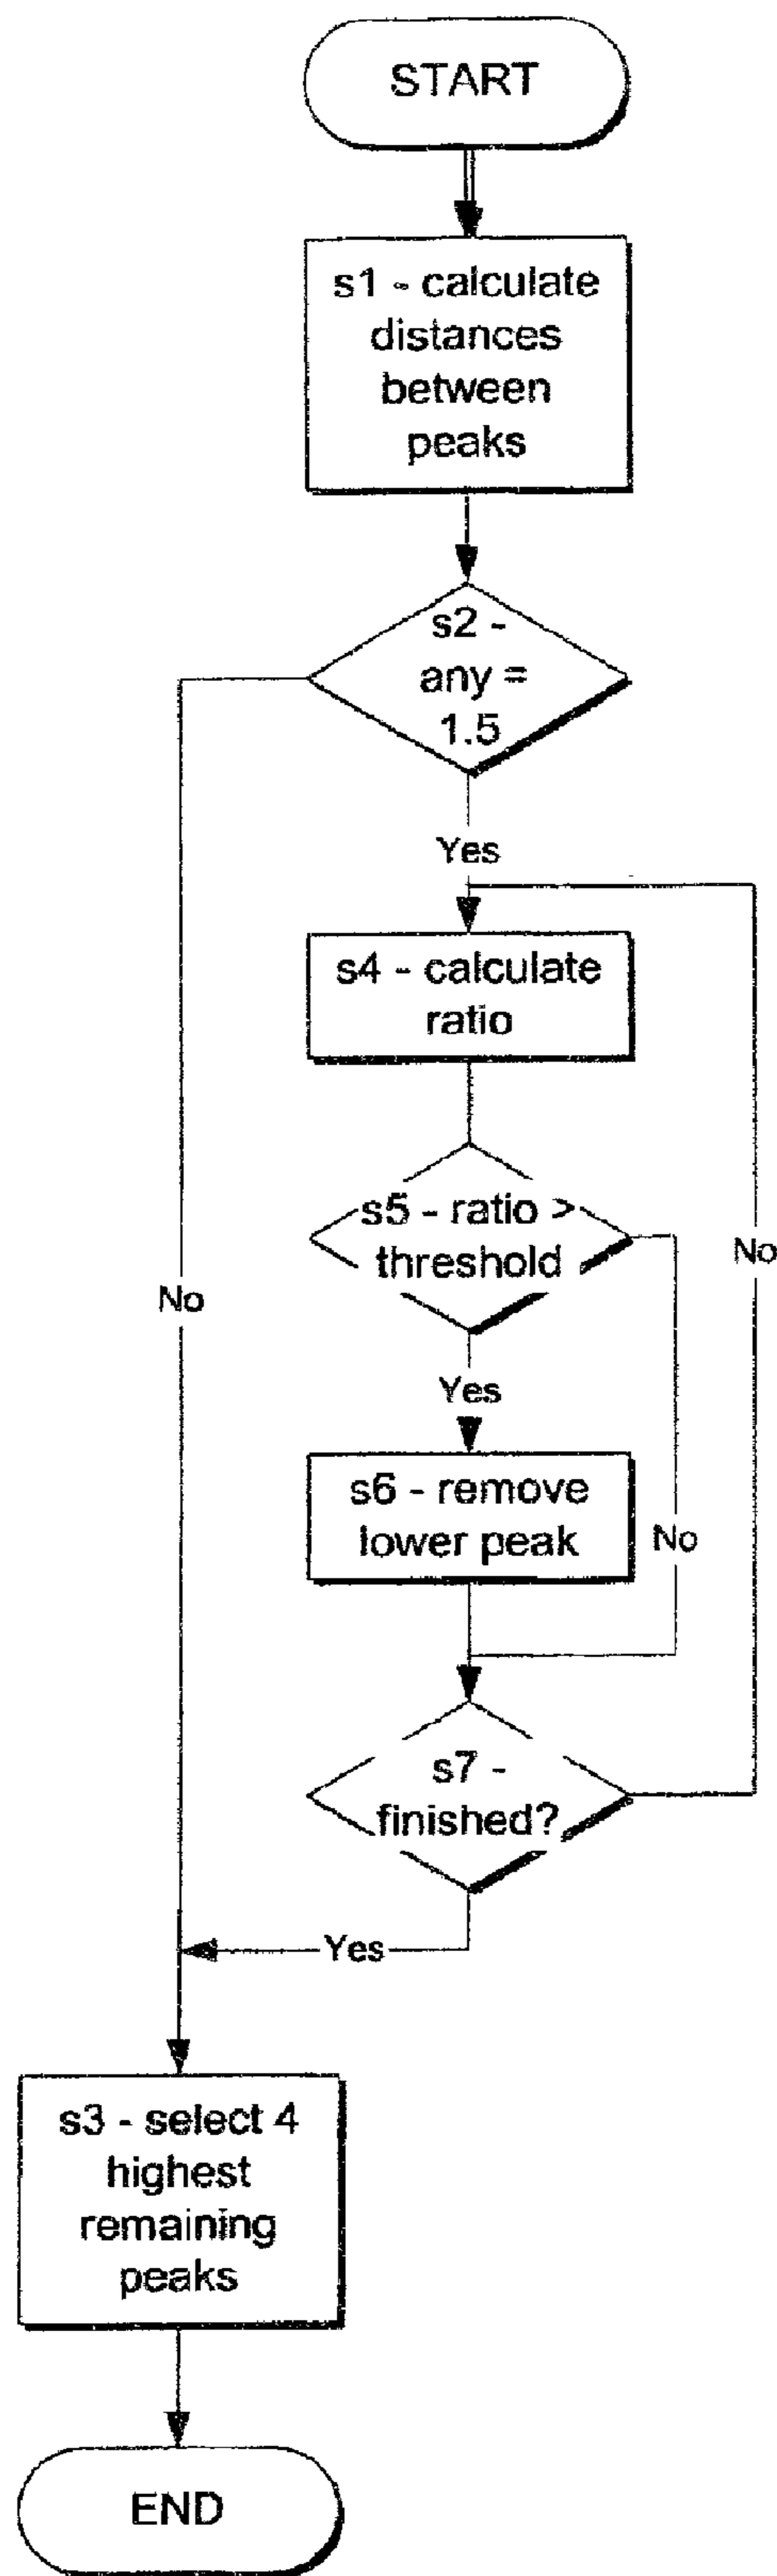 START
s1 - calculate
distances
between
peaks
s2 -
any =
1.5
Yes
s4 - calculate
ratio
s5 - ratio >
threshold
No
No
Yes
s6 - remove
lower peak
No
s7 -
finished?
Yes
s3 - select 4
highest
remaining
peaks
END